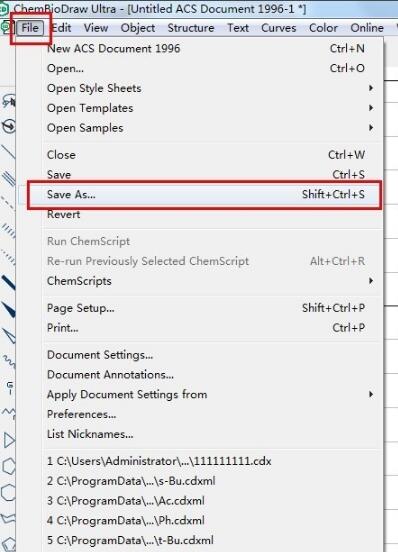 ChemBioDraw Ultra - [Untitled ACS Document 1996-1 *]
File Edit View Object Structure Text Curves Color Online
New ACS Document 1996 Ctrl+N
Open... Ctrl+O
Open Style Sheets
Open Templates
Open Samples
Close Ctrl+W
Save Ctrl+S
Save As... Shift+Ctrl+S
Revert
Run ChemScript
Re-run Previously Selected ChemScript Alt+Ctrl+R
ChemScripts
Page Setup... Shift+Ctrl+P
Print... Ctrl+P
Document Settings...
Document Annotations...
Apply Document Settings from
Preferences...
List Nicknames...
1 C:\Users\Administrator\...\111111111.cdx
2 C:\ProgramData\...\s-Bu.cdxml
3 C:\ProgramData\...\Ac.cdxml
4 C:\ProgramData\...\Ph.cdxml
5 C:\ProgramData\...\t-Bu.cdxml